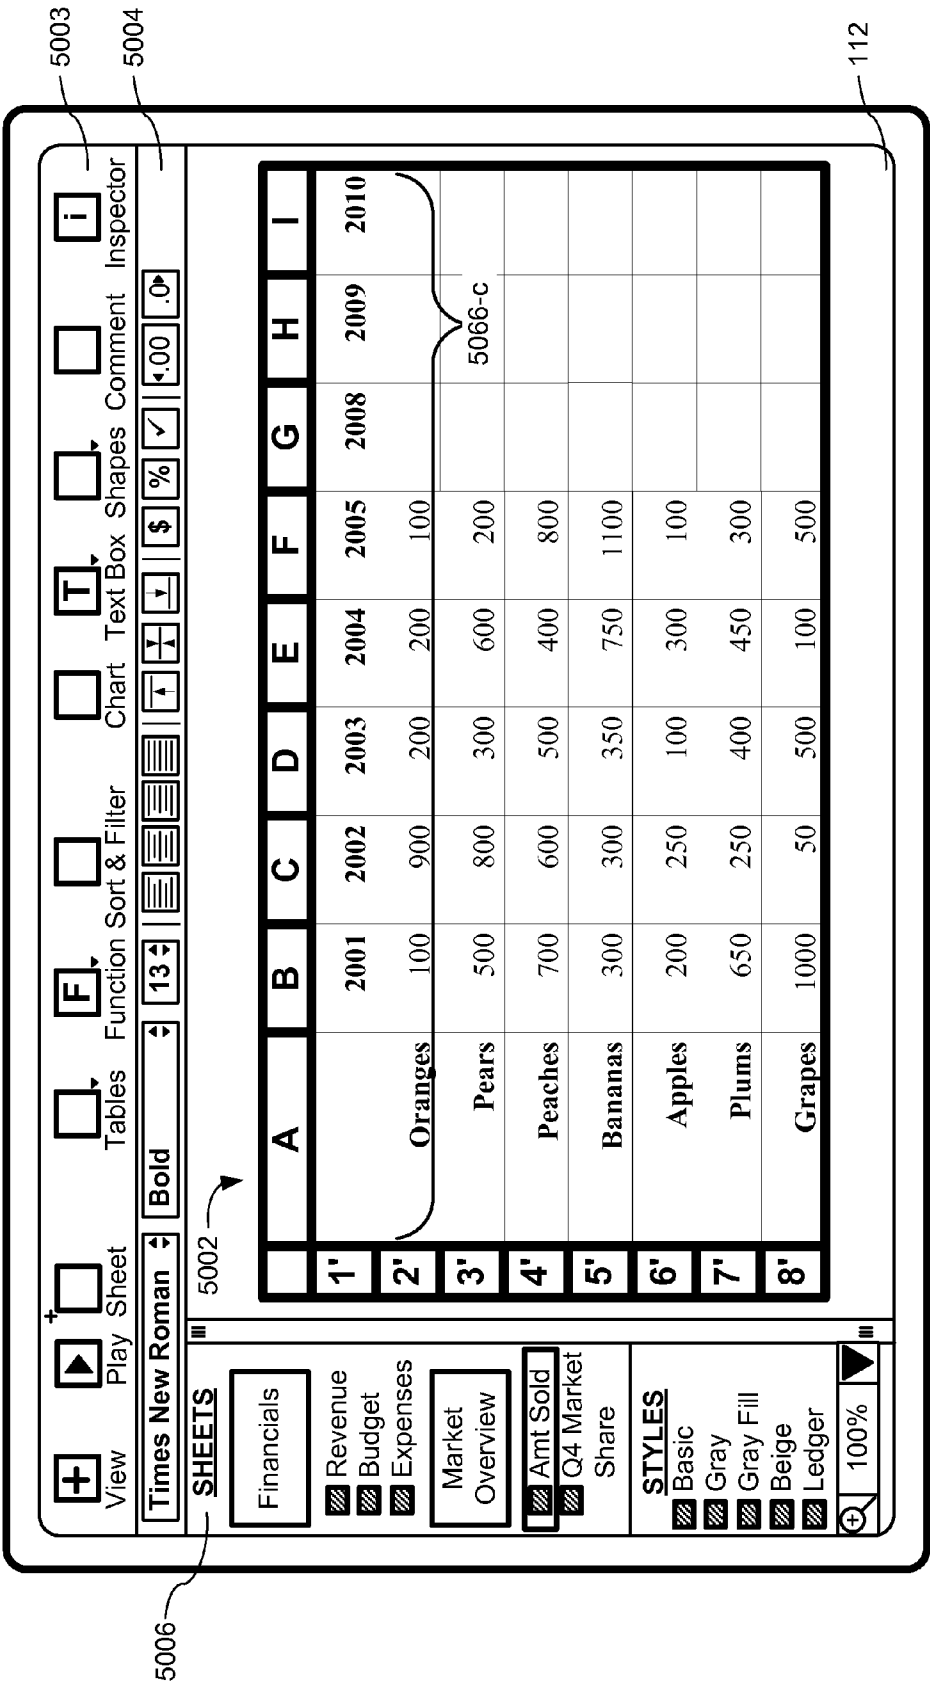 5003
5004
112
5002
5006
5066-c
View Play Sheet Tables Function Sort & Filter Chart Text Box Shapes Comment Inspector
+ + F T i
Times New Roman Bold 13 $ % ✓ .00 .0
SHEETS
Financials
Revenue
Budget
Expenses
Market
Overview
Amt Sold
Q4 Market
Share
STYLES
Basic
Gray
Gray Fill
Beige
Ledger
100%
A B C D E F G H I
1' 2001 2002 2003 2004 2005 2008 2009 2010
2' Oranges 100 900 200 200 100
3' Pears 500 800 300 600 200
4' Peaches 700 600 500 400 800
5' Bananas 300 300 350 750 1100
6' Apples 200 250 100 300 100
7' Plums 650 250 400 450 300
8' Grapes 1000 50 500 100 500